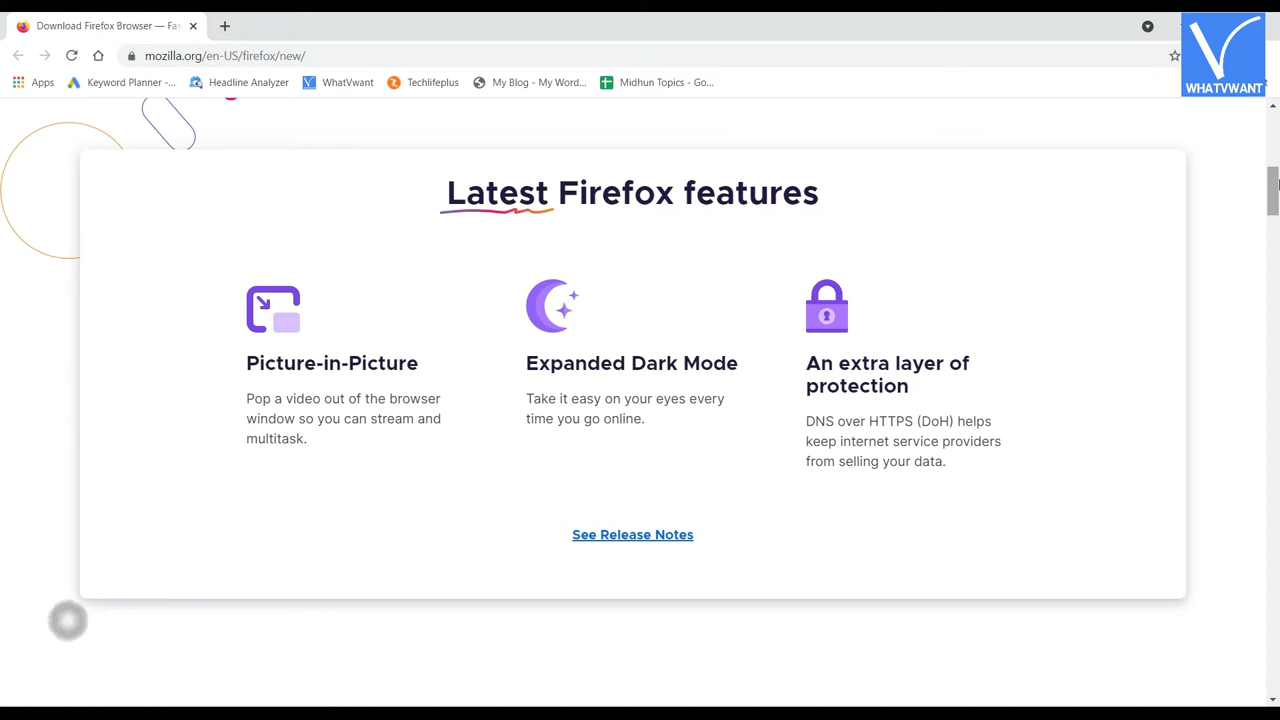 Download Firefox Browser — Fas
mozilla.org/en-US/firefox/new/
Apps
Keyword Planner -...
Headline Analyzer
WhatVwant
Techlifeplus
My Blog - My Word...
Midhun Topics - Go...
WHATVWANT
Latest Firefox features
Picture-in-Picture
Pop a video out of the browser
window so you can stream and
multitask.
Expanded Dark Mode
Take it easy on your eyes every
time you go online.
An extra layer of
protection
DNS over HTTPS (DoH) helps
keep internet service providers
from selling your data.
See Release Notes